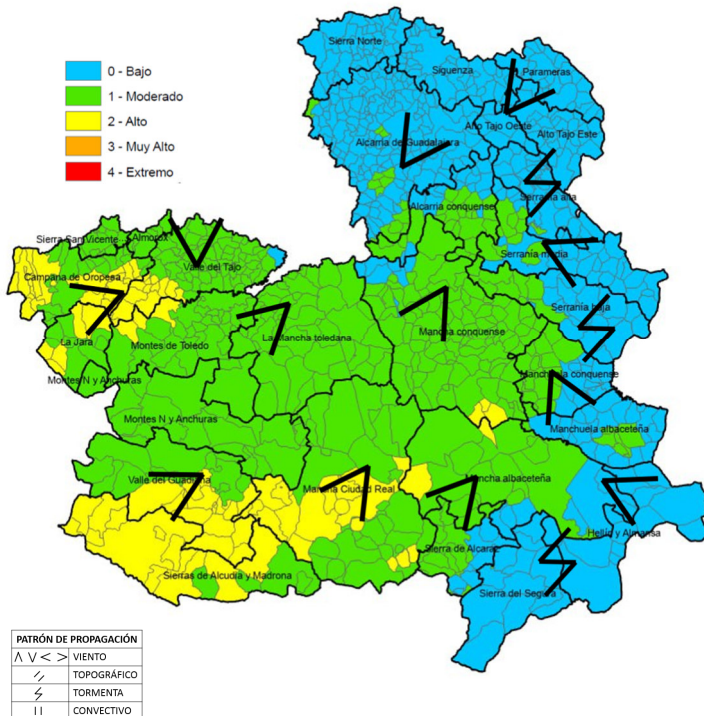 Sierra Norte
0 - Bajo
1 - Moderado
2 - Alto
3 - Muy Alto
4 - Extremo
Sigüenza
Parameras
Alto Tajo Oeste
Alto Tajo Este
Alcarria de Guadalajara
Serranía alta
Alcarria conquense
Sierra San Vicente
Almorox
Valle del Tajo
Serranía media
Campana de Oropesa
Serranía baja
La Jara
Montes de Toledo
La Mancha toledana
Mancha conquense
Montes N y Anchuras
Manchuela conquense
Montes N y Anchuras
Manchuela albaceteña
Valle del Guadiana
Mancha Ciudad Real
Mancha albaceteña
Hellín y Almansa
Sierra de Alcaraz
Sierras de Alcudia y Madrona
Sierra del Segura
PATRÓN DE PROPAGACIÓN
VIENTO
TOPOGRÁFICO
TORMENTA
CONVECTIVO